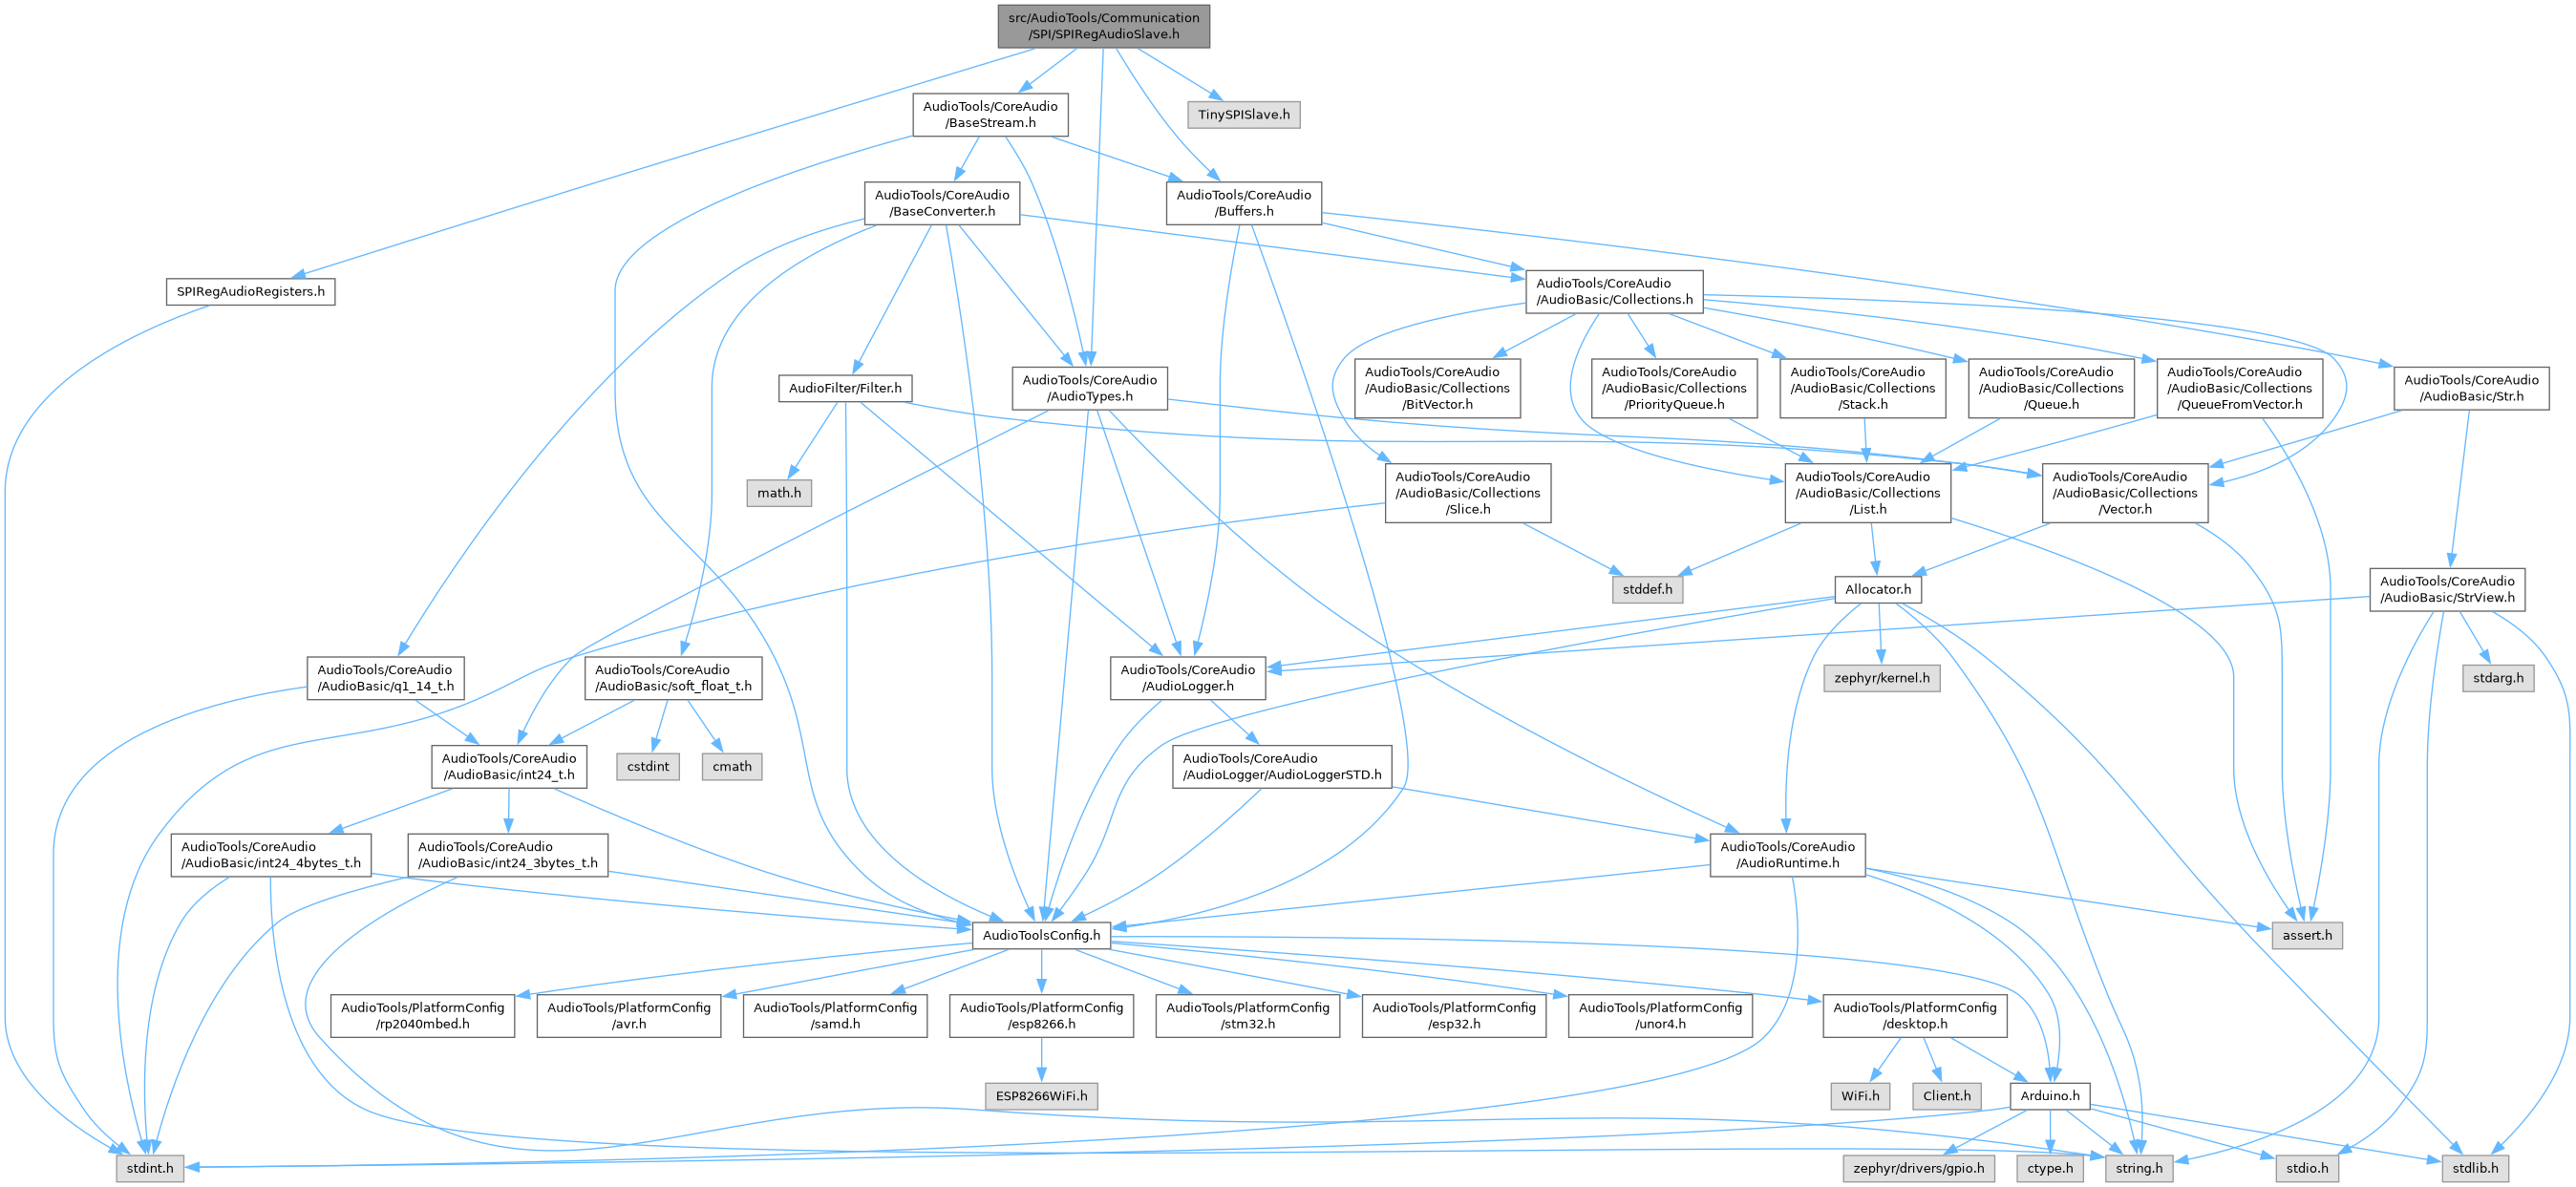 src/AudioTools/Communication
/SPI/SPIRegAudioSlave.h
AudioTools/CoreAudio
/BaseStream.h
TinySPISlave.h
AudioTools/CoreAudio
/BaseConverter.h
AudioTools/CoreAudio
/Buffers.h
SPIRegAudioRegisters.h
AudioTools/CoreAudio
/AudioBasic/Collections.h
AudioFilter/Filter.h
AudioTools/CoreAudio
/AudioTypes.h
AudioTools/CoreAudio
/AudioBasic/Collections
/BitVector.h
AudioTools/CoreAudio
/AudioBasic/Collections
/PriorityQueue.h
AudioTools/CoreAudio
/AudioBasic/Collections
/Stack.h
AudioTools/CoreAudio
/AudioBasic/Collections
/Queue.h
AudioTools/CoreAudio
/AudioBasic/Collections
/QueueFromVector.h
AudioTools/CoreAudio
/AudioBasic/Str.h
math.h
AudioTools/CoreAudio
/AudioBasic/Collections
/Slice.h
AudioTools/CoreAudio
/AudioBasic/Collections
/List.h
AudioTools/CoreAudio
/AudioBasic/Collections
/Vector.h
stddef.h
Allocator.h
AudioTools/CoreAudio
/AudioBasic/StrView.h
AudioTools/CoreAudio
/AudioBasic/q1_14_t.h
AudioTools/CoreAudio
/AudioBasic/soft_float_t.h
AudioTools/CoreAudio
/AudioLogger.h
zephyr/kernel.h
stdarg.h
AudioTools/CoreAudio
/AudioBasic/int24_t.h
cstdint
cmath
AudioTools/CoreAudio
/AudioLogger/AudioLoggerSTD.h
AudioTools/CoreAudio
/AudioBasic/int24_4bytes_t.h
AudioTools/CoreAudio
/AudioBasic/int24_3bytes_t.h
AudioTools/CoreAudio
/AudioRuntime.h
AudioToolsConfig.h
assert.h
AudioTools/PlatformConfig
/rp2040mbed.h
AudioTools/PlatformConfig
/avr.h
AudioTools/PlatformConfig
/samd.h
AudioTools/PlatformConfig
/esp8266.h
AudioTools/PlatformConfig
/stm32.h
AudioTools/PlatformConfig
/esp32.h
AudioTools/PlatformConfig
/unor4.h
AudioTools/PlatformConfig
/desktop.h
ESP8266WiFi.h
WiFi.h
Client.h
Arduino.h
stdint.h
zephyr/drivers/gpio.h
ctype.h
string.h
stdio.h
stdlib.h